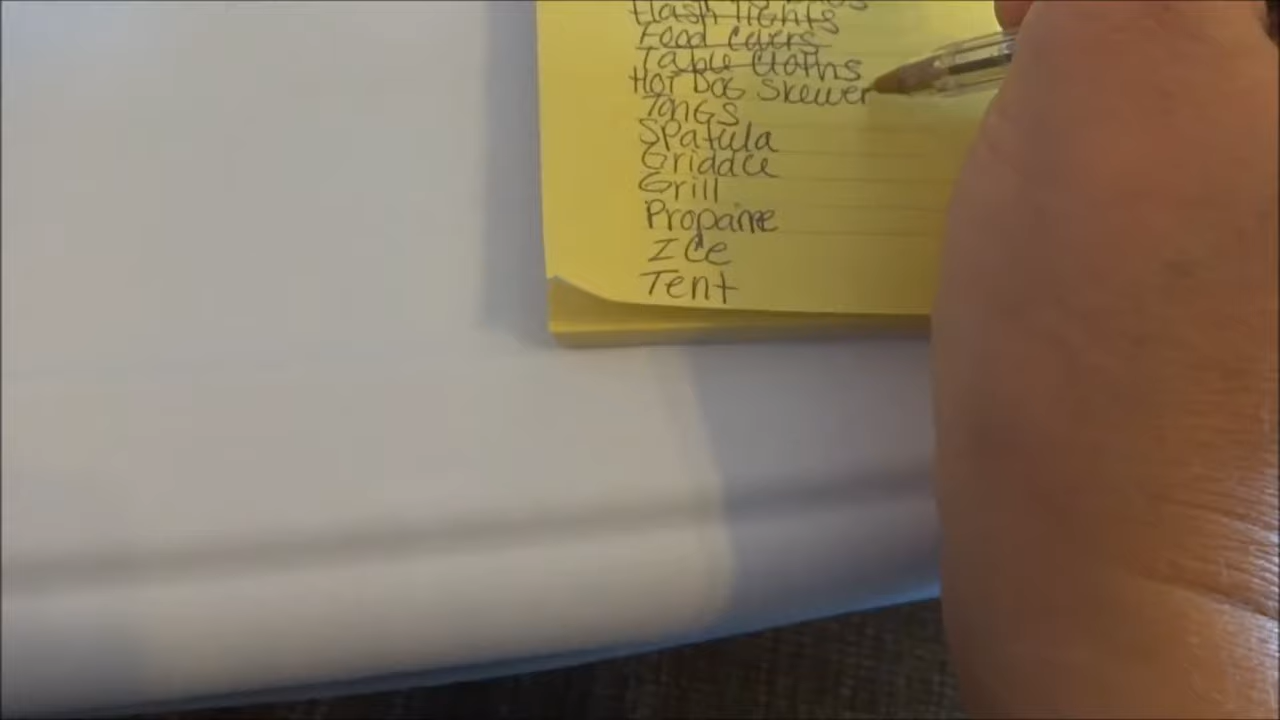 Flash lights
Food covers
Table Cloths
Hot Dog Skewer
Tongs
Spatula
Griddle
Grill
Propane
Ice
Tent